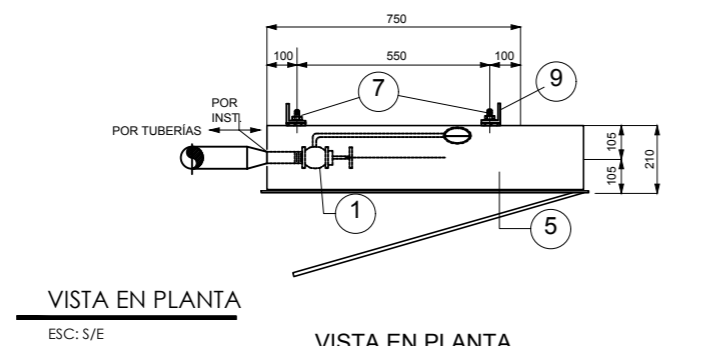 750
100
550
100
7
9
POR
INST.
POR TUBERÍAS
105
105
210
1
5
VISTA EN PLANTA
ESC: S/E
VISTA EN PLANTA